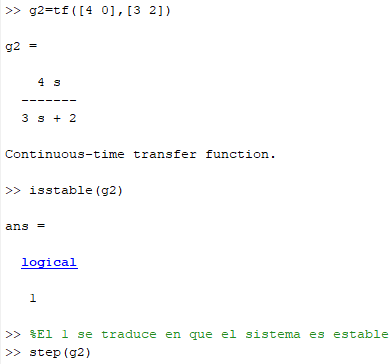 >> g2=tf([4 0],[3 2])
g2 =
4 s
-------
3 s + 2
Continuous-time transfer function.
>> isstable(g2)
ans =
logical
1
>> %El 1 se traduce en que el sistema es estable
>> step(g2)